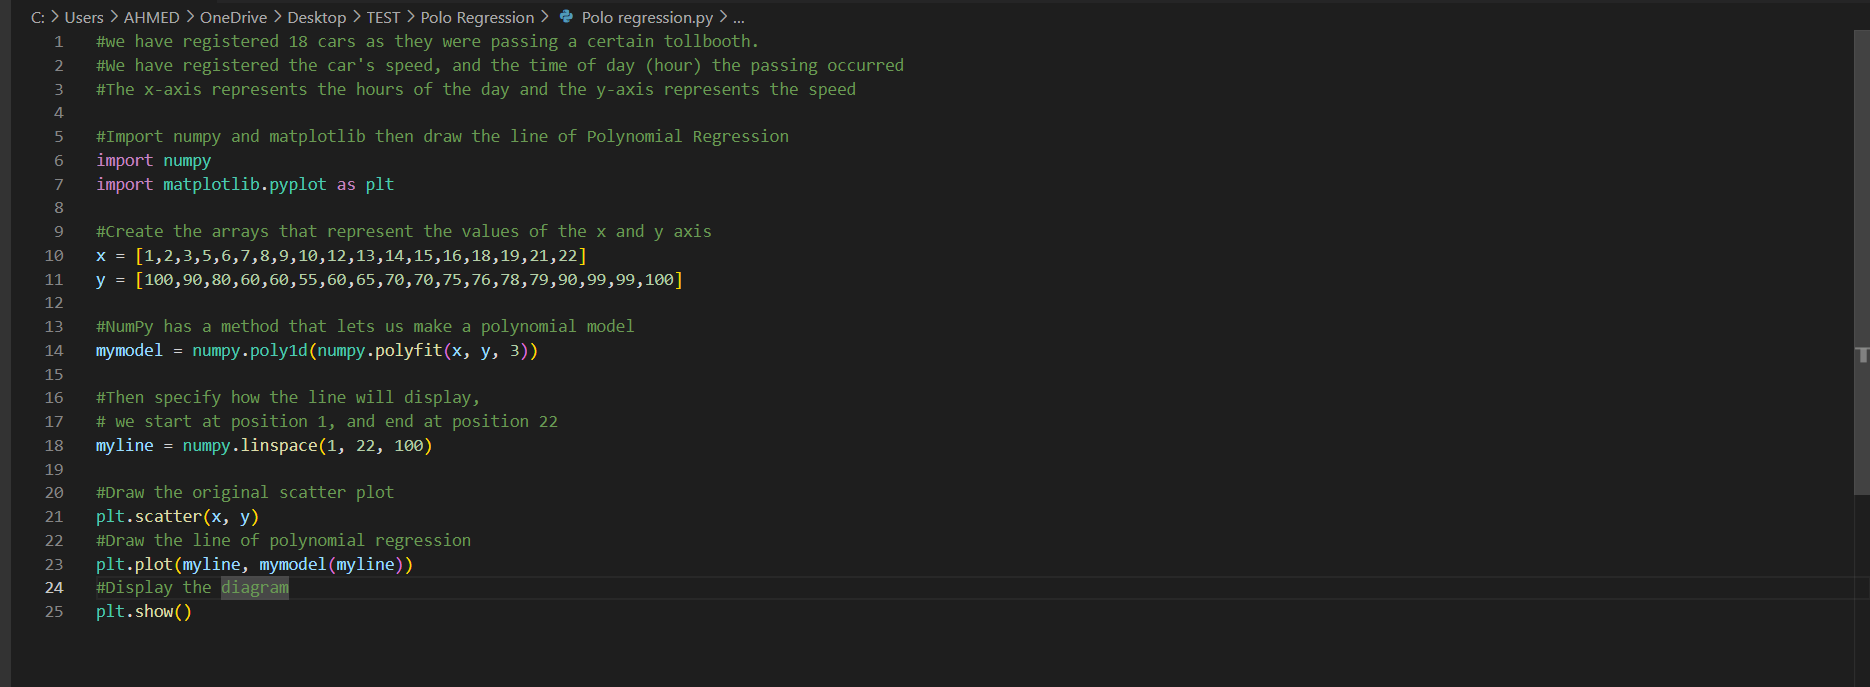 C: > Users > AHMED > OneDrive > Desktop > TEST > Polo Regression > Polo regression.py > ...
1 #we have registered 18 cars as they were passing a certain tollbooth.
2 #We have registered the car's speed, and the time of day (hour) the passing occurred
3 #The x-axis represents the hours of the day and the y-axis represents the speed
4
5 #Import numpy and matplotlib then draw the line of Polynomial Regression
6 import numpy
7 import matplotlib.pyplot as plt
8
9 #Create the arrays that represent the values of the x and y axis
10 x = [1,2,3,5,6,7,8,9,10,12,13,14,15,16,18,19,21,22]
11 y = [100,90,80,60,60,55,60,65,70,70,75,76,78,79,90,99,99,100]
12
13 #NumPy has a method that lets us make a polynomial model
14 mymodel = numpy.poly1d(numpy.polyfit(x, y, 3))
15
16 #Then specify how the line will display,
17 # we start at position 1, and end at position 22
18 myline = numpy.linspace(1, 22, 100)
19
20 #Draw the original scatter plot
21 plt.scatter(x, y)
22 #Draw the line of polynomial regression
23 plt.plot(myline, mymodel(myline))
24 #Display the diagram
25 plt.show()